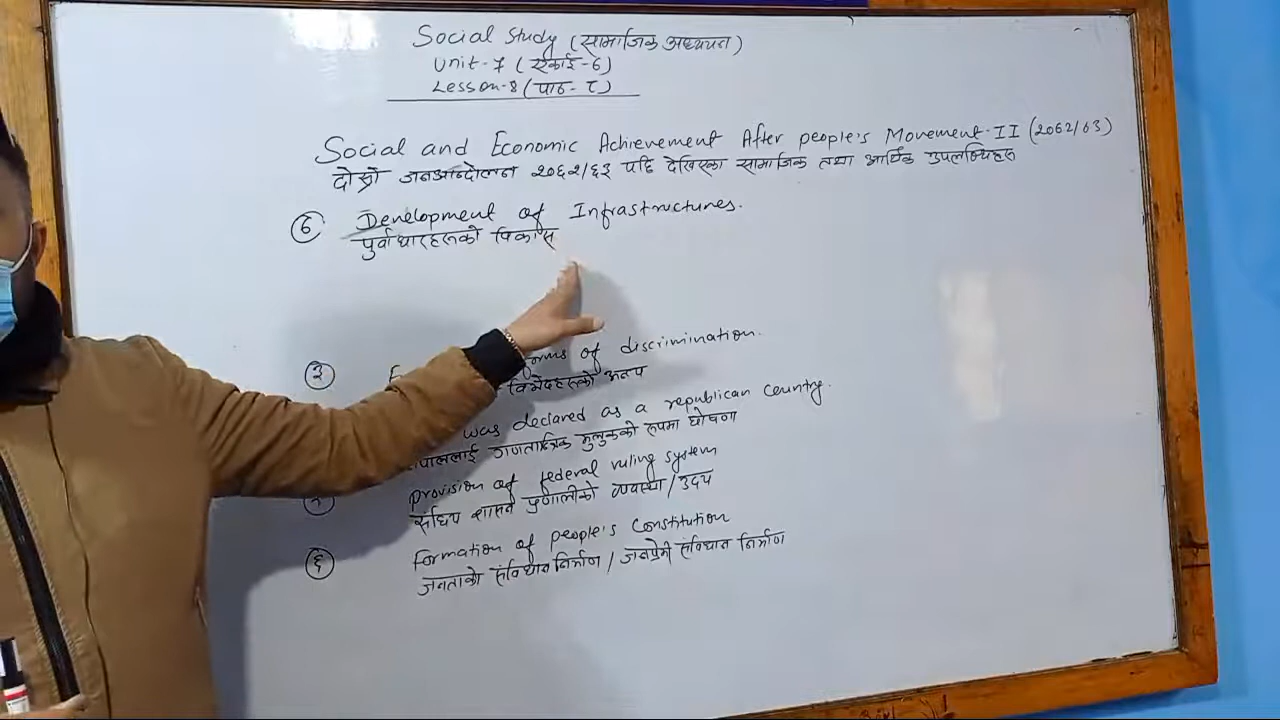 Social Study (सामाजिक अध्ययन)
Unit-7 (एकाई-6)
Lesson-8 (पाठ-८)
Social and Economic Achievement After people's Movement-II (2062/63)
दोस्रो जनआन्दोलन २०६२/६३ पछि देखिएका सामाजिक तथा आर्थिक उपलब्धिहरू
⑥ Development of Infrastructures.
पुर्वाधारहरूको विकास
③ forms of discrimination.
विभेदहरूको अन्त्य
was declared as a republican country.
गणतान्त्रिक मुलुकको रुपमा घोषणा
provision of federal ruling system
संघिय शासन प्रणालीको व्यवस्था / उदय
Formation of people's Constitution
जनताको संविधान निर्माण / जनप्रेमी संविधान निर्माण